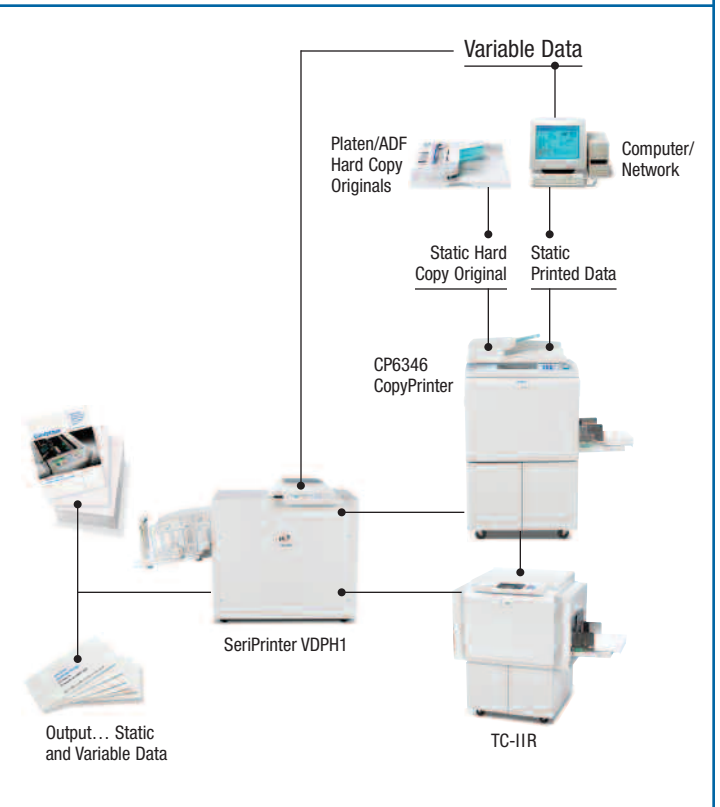 Variable Data
Platen/ADF
Hard Copy
Originals
Computer/
Network
Static Hard
Copy Original
Static
Printed Data
CP6346
CopyPrinter
SeriPrinter VDPH1
TC-IIR
Output… Static
and Variable Data